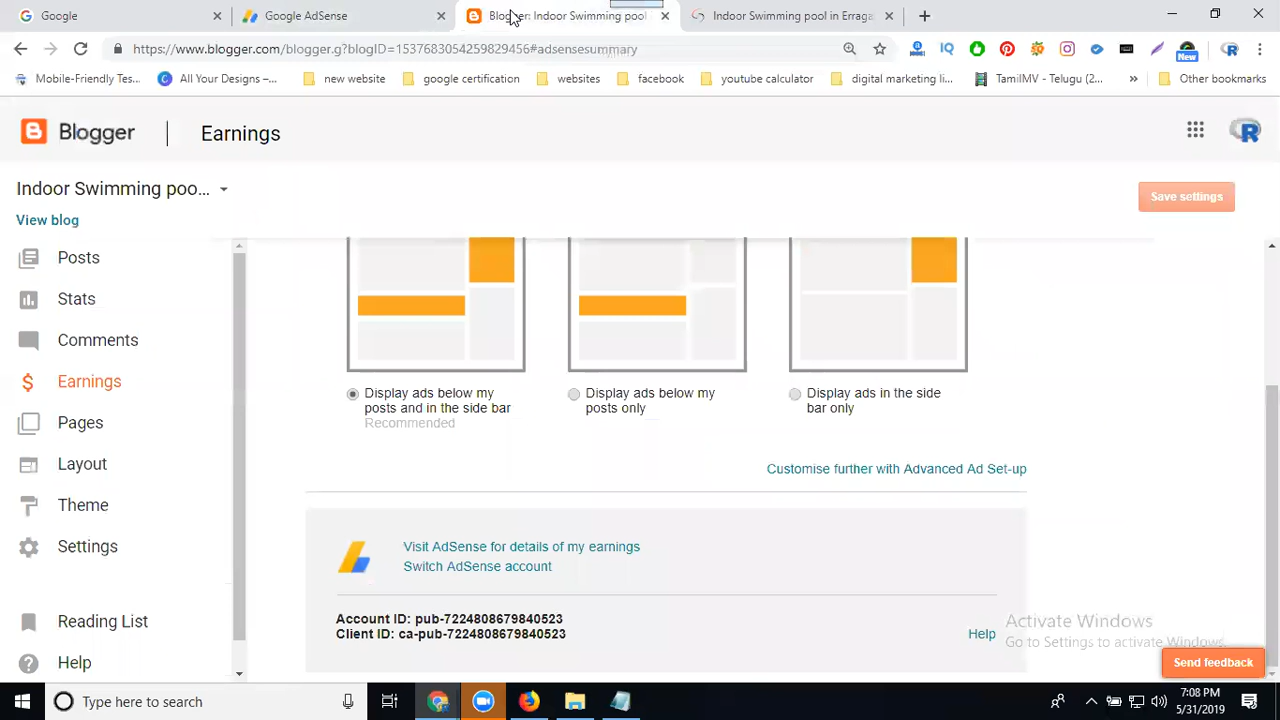 Google
Google AdSense
Blogger: Indoor Swimming pool
Indoor Swimming pool in Erraga
https://www.blogger.com/blogger.g?blogID=1537683054259829456#adsensesummary
IQ
New
Mobile-Friendly Tes...
All Your Designs –...
new website
google certification
websites
facebook
youtube calculator
digital marketing li...
TamilMV - Telugu (2...
»
Other bookmarks
Blogger
Earnings
Indoor Swimming poo...
Save settings
View blog
Posts
Stats
Comments
Earnings
Pages
Layout
Theme
Settings
Reading List
Help
Display ads below my
posts and in the side bar
Recommended
Display ads below my
posts only
Display ads in the side
bar only
Customise further with Advanced Ad Set-up
Visit AdSense for details of my earnings
Switch AdSense account
Account ID: pub-7224808679840523
Client ID: ca-pub-7224808679840523
Help
Activate Windows
Go to Settings to activate Windows.
Send feedback
Type here to search
7:08 PM
5/31/2019